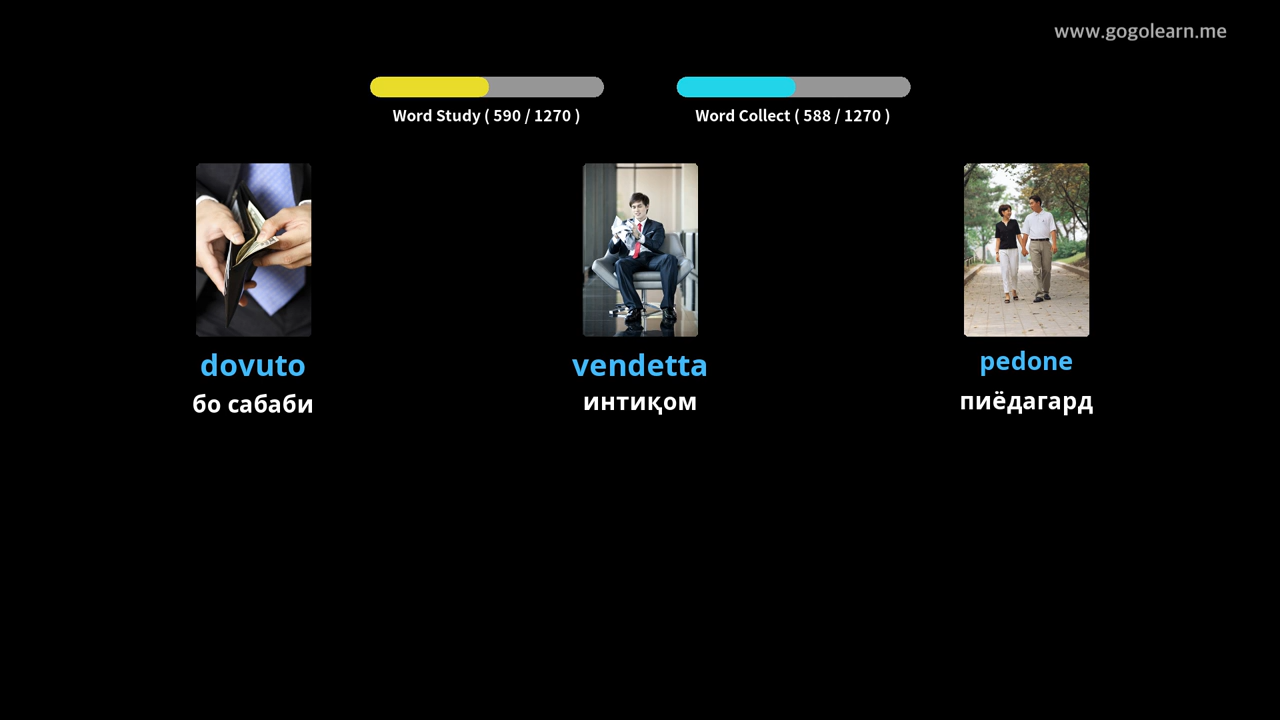 www.gogolearn.me
Word Study ( 590 / 1270 )
Word Collect ( 588 / 1270 )
dovuto
бо сабаби
vendetta
интиқом
pedone
пиёдагард